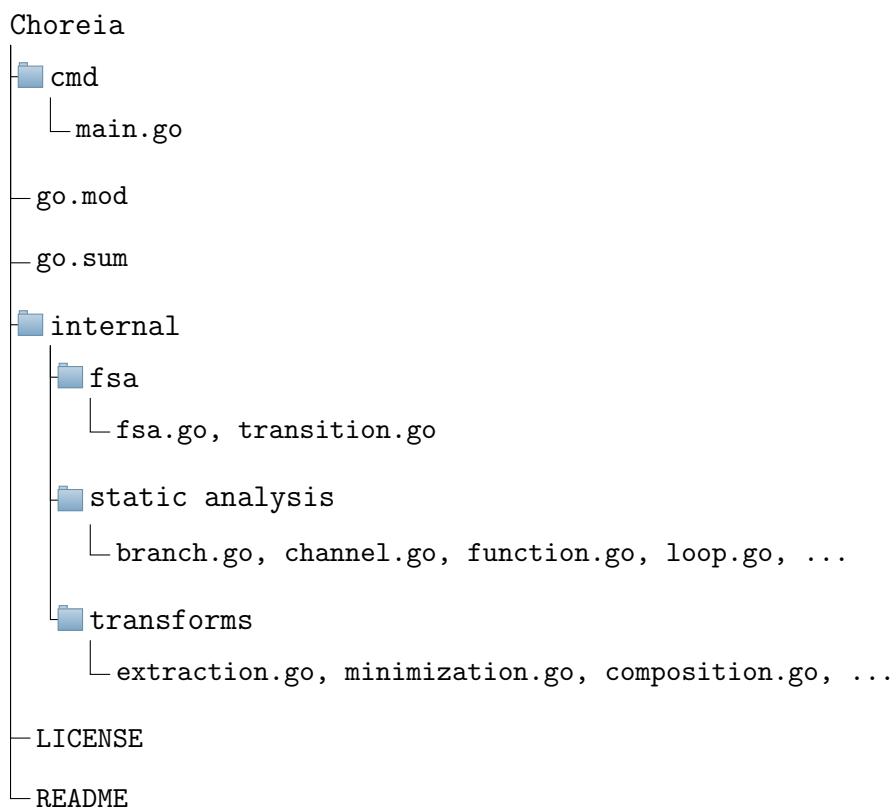 Choreia
cmd
main.go
go.mod
go.sum
internal
fsa
fsa.go, transition.go
static analysis
branch.go, channel.go, function.go, loop.go, ...
transforms
extraction.go, minimization.go, composition.go, ...
LICENSE
README